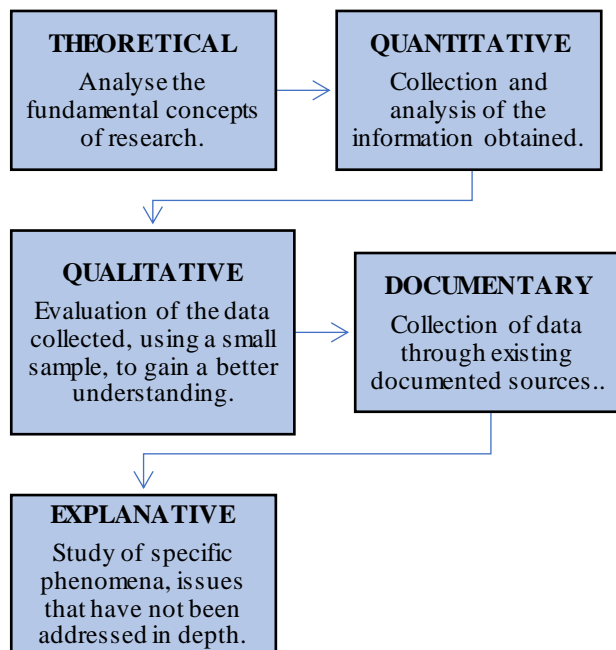 THEORETICAL
Analyse the
fundamental concepts
of research.
QUANTITATIVE
Collection and
analysis of the
information obtained.
QUALITATIVE
Evaluation of the data
collected, using a small
sample, to gain a better
understanding.
DOCUMENTARY
Collection of data
through existing
documented sources..
EXPLANATIVE
Study of specific
phenomena, issues
that have not been
addressed in depth.